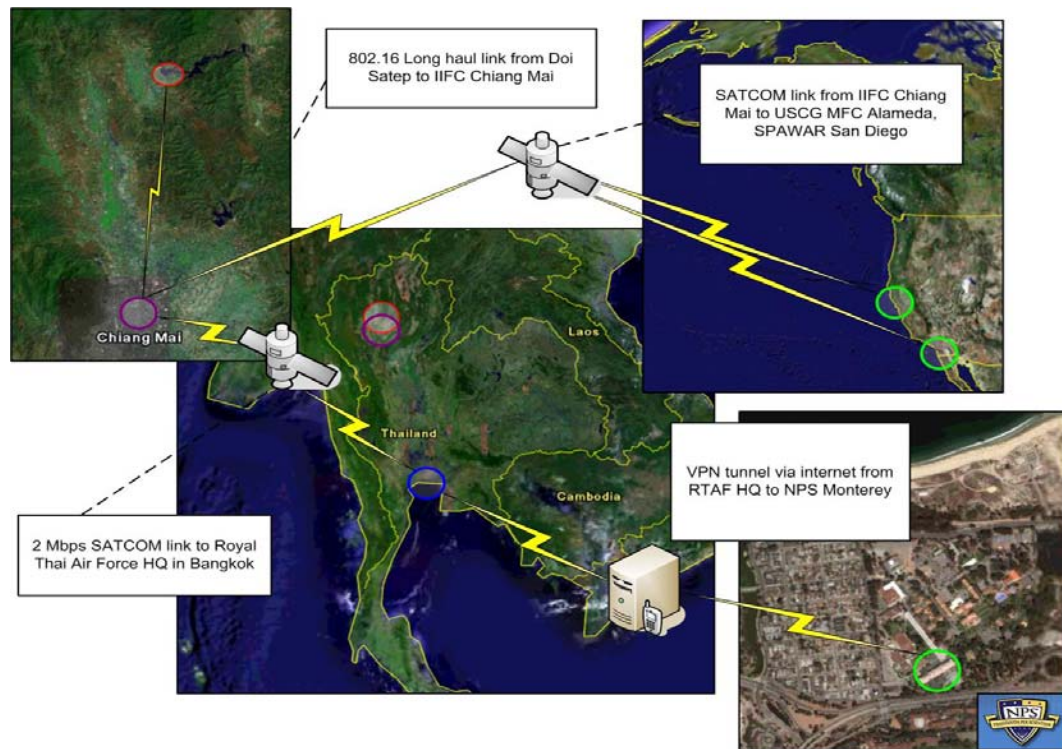 802.16 Long haul link from Doi
Satep to IIFC Chiang Mai
SATCOM link from IIFC Chiang
Mai to USCG MFC Alameda,
SPAWAR San Diego
Chiang Mai
Laos
Thailand
Cambodia
VPN tunnel via internet from
RTAF HQ to NPS Monterey
2 Mbps SATCOM link to Royal
Thai Air Force HQ in Bangkok
NPS